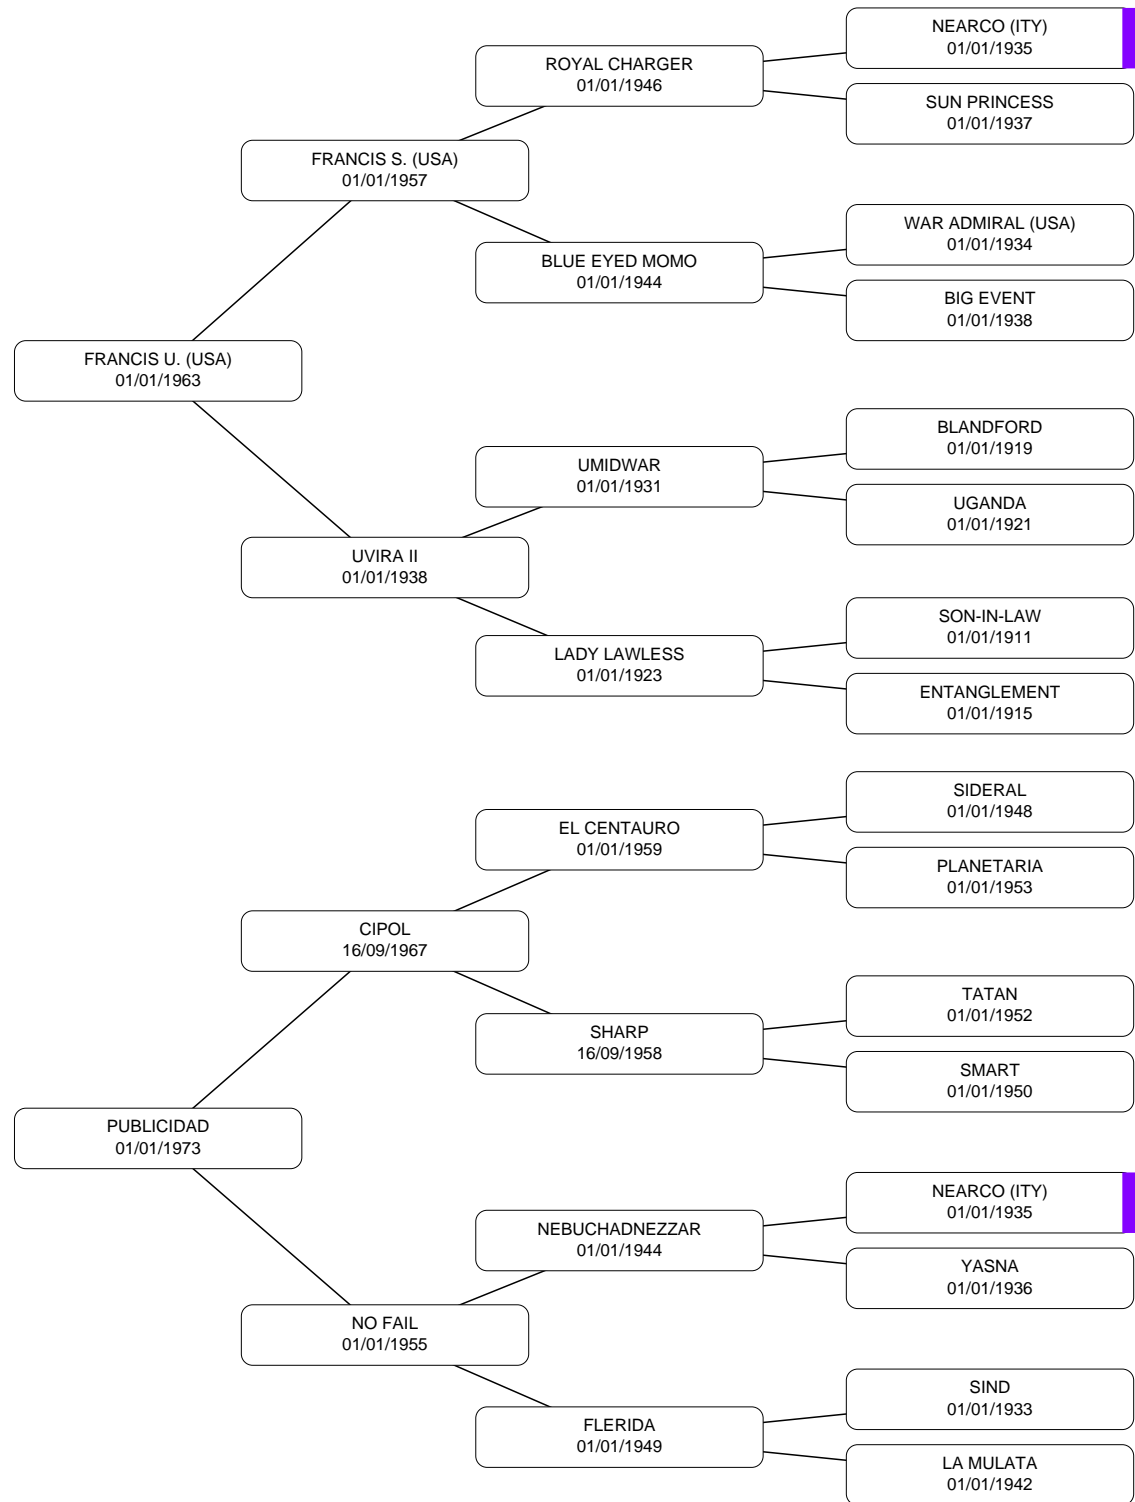 NEARCO (ITY)
01/01/1935
ROYAL CHARGER
01/01/1946
SUN PRINCESS
01/01/1937
FRANCIS S. (USA)
01/01/1957
WAR ADMIRAL (USA)
01/01/1934
BLUE EYED MOMO
01/01/1944
BIG EVENT
01/01/1938
FRANCIS U. (USA)
01/01/1963
BLANDFORD
01/01/1919
UMIDWAR
01/01/1931
UGANDA
01/01/1921
UVIRA II
01/01/1938
SON-IN-LAW
01/01/1911
LADY LAWLESS
01/01/1923
ENTANGLEMENT
01/01/1915
SIDERAL
01/01/1948
EL CENTAURO
01/01/1959
PLANETARIA
01/01/1953
CIPOL
16/09/1967
TATAN
01/01/1952
SHARP
16/09/1958
SMART
01/01/1950
PUBLICIDAD
01/01/1973
NEARCO (ITY)
01/01/1935
NEBUCHADNEZZAR
01/01/1944
YASNA
01/01/1936
NO FAIL
01/01/1955
SIND
01/01/1933
FLERIDA
01/01/1949
LA MULATA
01/01/1942